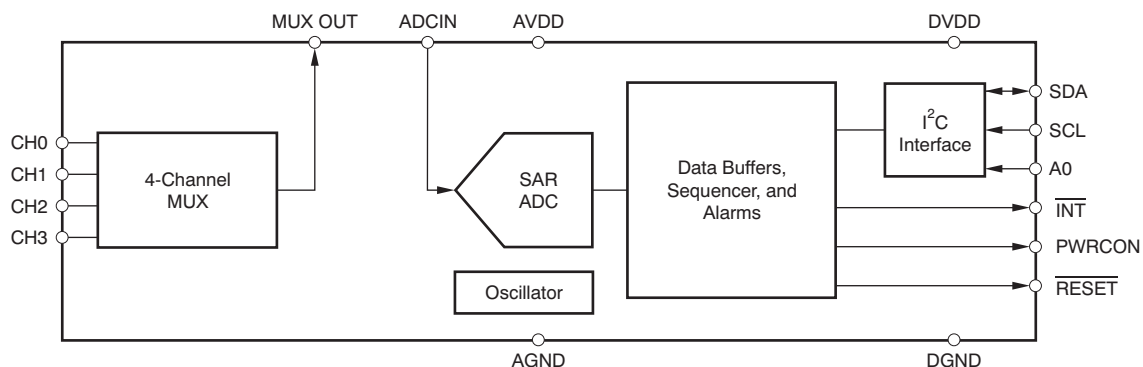 MUX OUT
ADCIN
AVDD
DVDD
CH0
CH1
CH2
CH3
4-Channel
MUX
SAR
ADC
Oscillator
Data Buffers,
Sequencer, and
Alarms
I²C
Interface
SDA
SCL
A0
INT
PWRCON
RESET
AGND
DGND